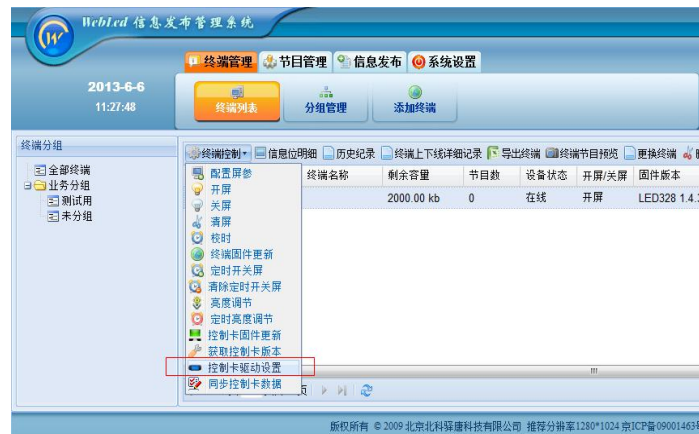 WebLed 信息发布管理系统
终端管理 节目管理 信息发布 系统设置
2013-6-6
11:27:48
终端列表 分组管理 添加终端
终端分组
全部终端
业务分组
测试用
未分组
终端控制 信息位明细 历史纪录 终端上下线详细记录 导出终端 终端节目预览 更换终端
终端名称 剩余容量 节目数 设备状态 开屏/关屏 固件版本
2000.00 kb 0 在线 开屏 LED328 1.4.
配置屏参
开屏
关屏
清屏
校时
终端固件更新
定时开关屏
清除定时开关屏
亮度调节
定时亮度调节
控制卡固件更新
获取控制卡版本
控制卡驱动设置
同步控制卡数据
页
版权所有 © 2009 北京北科驿唐科技有限公司 推荐分辨率1280*1024 京ICP备09001463